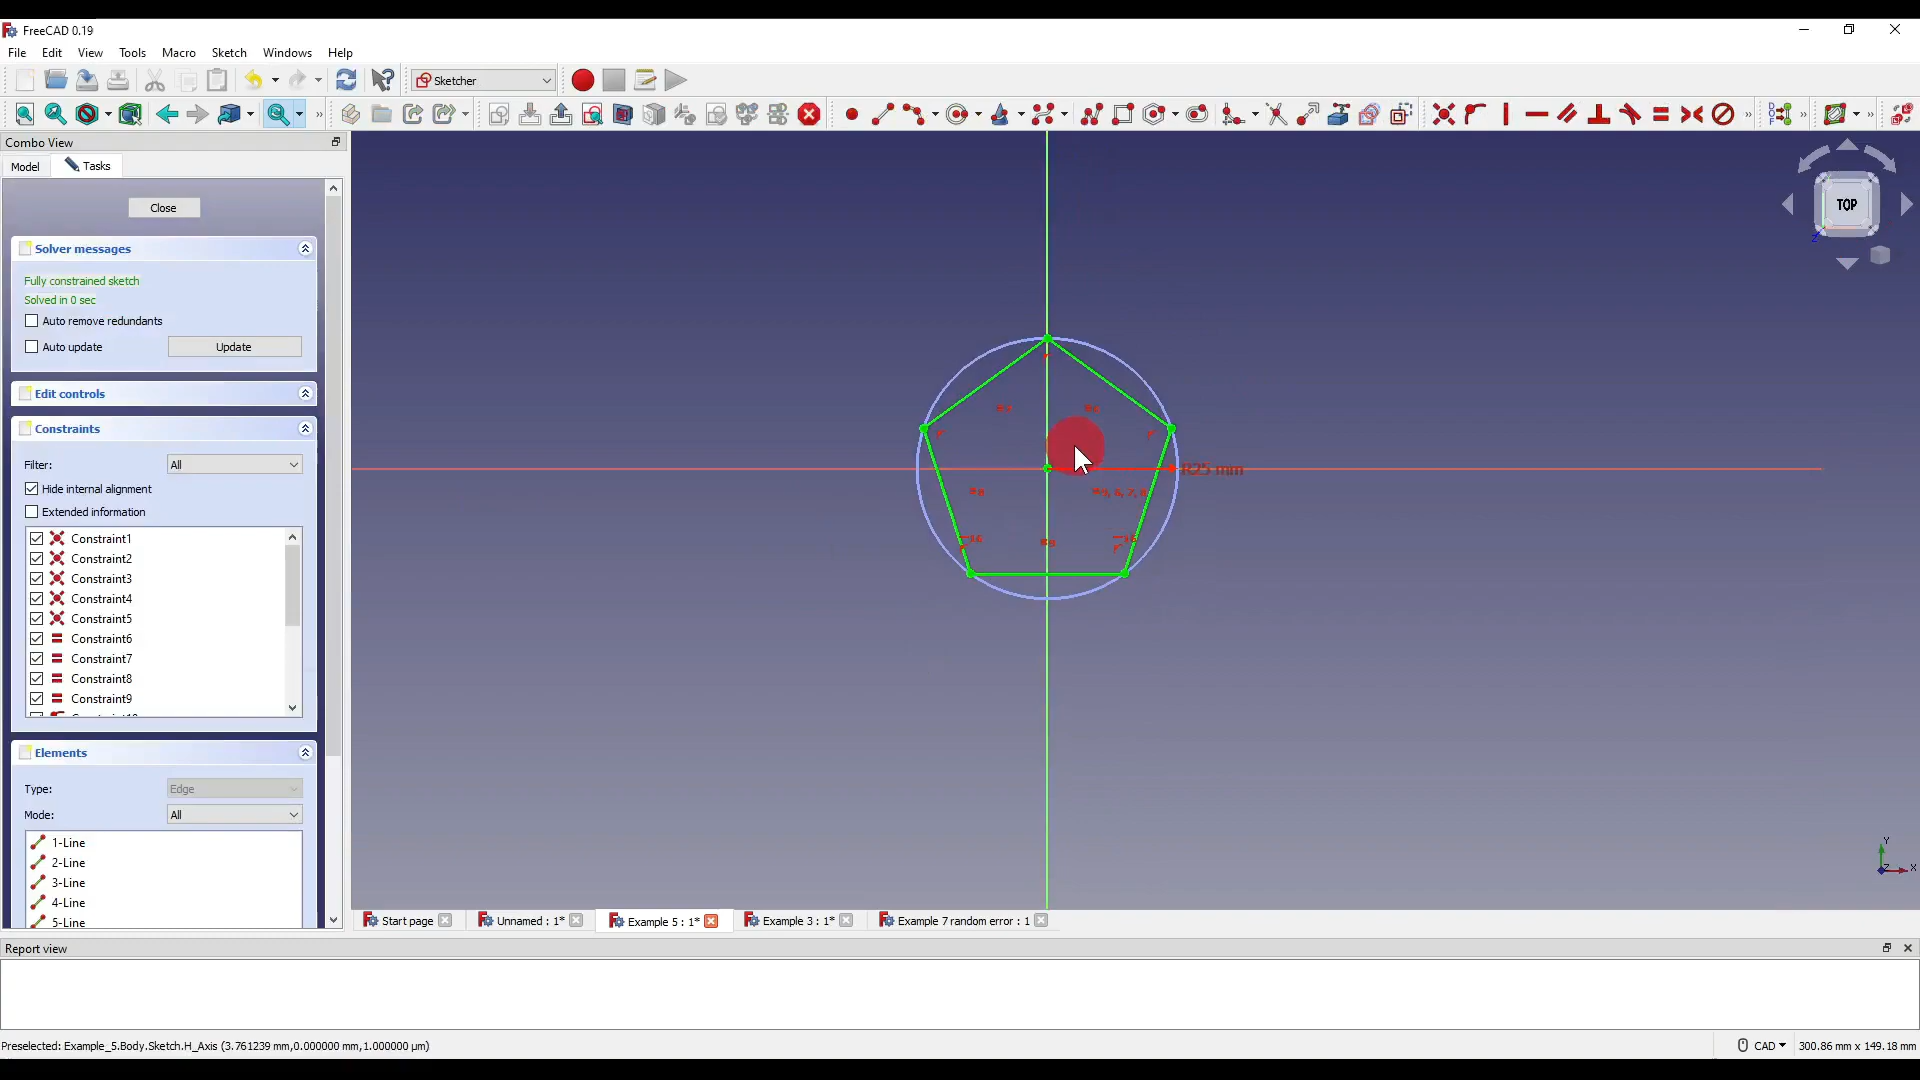 FreeCAD 0.19
File Edit View Tools Macro Sketch Windows Help
Sketcher
Combo View
Model Tasks
Close
Solver messages
Fully constrained sketch
Solved in 0 sec
Auto remove redundants
Auto update Update
Edit controls
Constraints
Filter: All
Hide internal alignment
Extended information
Constraint1
Constraint2
Constraint3
Constraint4
Constraint5
Constraint6
Constraint7
Constraint8
Constraint9
Elements
Type: Edge
Mode: All
1-Line
2-Line
3-Line
4-Line
5-Line
TOP
Z
R25 mm
Y
X
Z
Start page Unnamed : 1* Example 5 : 1* Example 3 : 1* Example 7 random error : 1
Report view
Preselected: Example_5.Body.Sketch.H_Axis (3.761239 mm,0.000000 mm,1.000000 µm) CAD 300.86 mm x 149.18 mm